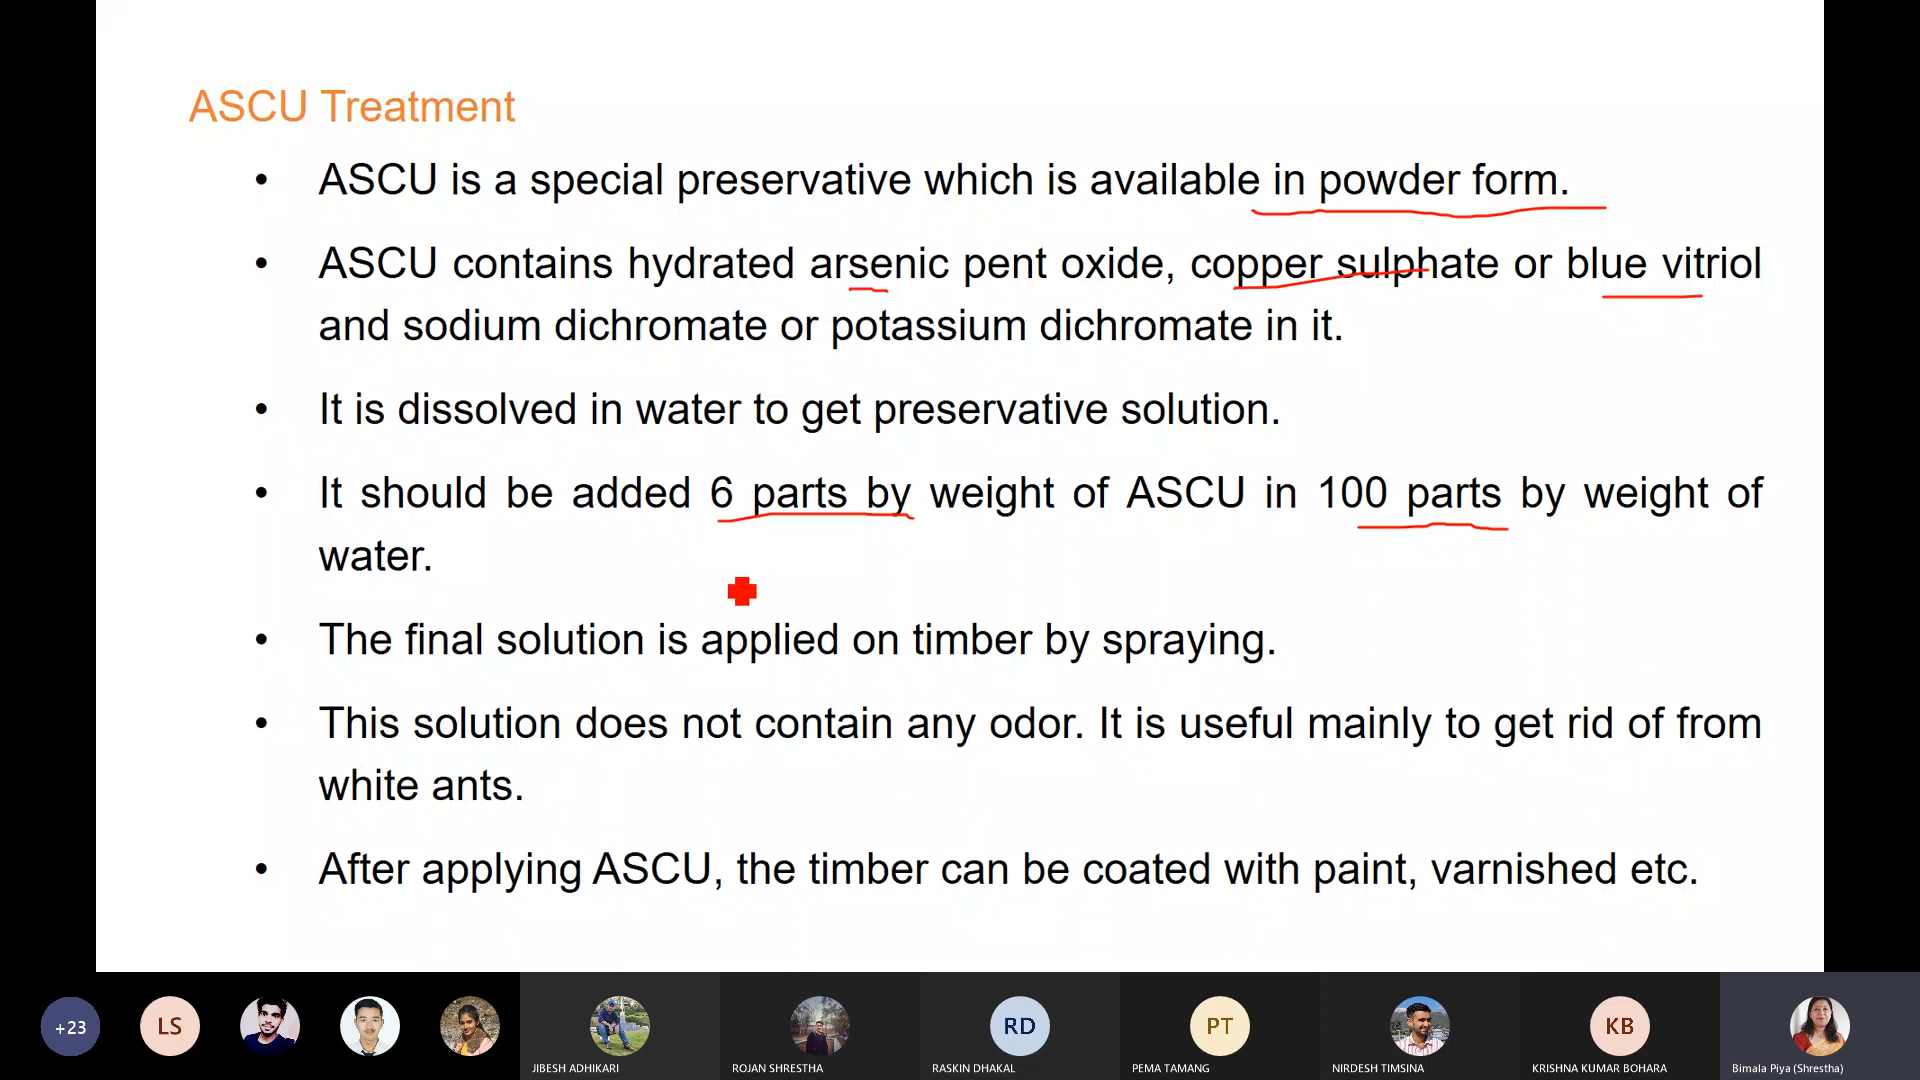 ASCU Treatment
• ASCU is a special preservative which is available in powder form.
• ASCU contains hydrated arsenic pent oxide, copper sulphate or blue vitriol
and sodium dichromate or potassium dichromate in it.
• It is dissolved in water to get preservative solution.
• It should be added 6 parts by weight of ASCU in 100 parts by weight of
water.
• The final solution is applied on timber by spraying.
• This solution does not contain any odor. It is useful mainly to get rid of from
white ants.
• After applying ASCU, the timber can be coated with paint, varnished etc.
+23
LS
RD
PT
KB
JIBESH ADHIKARI
ROJAN SHRESTHA
RASKIN DHAKAL
PEMA TAMANG
NIRDESH TIMSINA
KRISHNA KUMAR BOHARA
Bimala Piya (Shrestha)